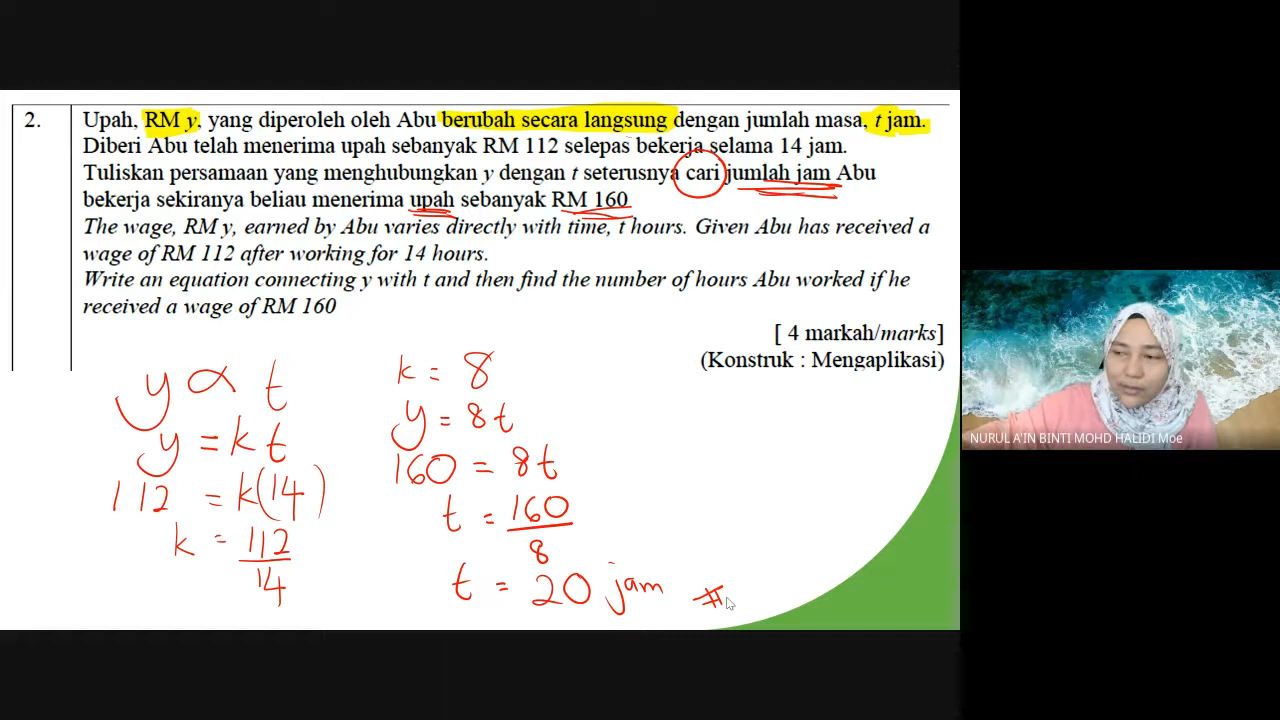 2.
Upah, RM y, yang diperoleh oleh Abu berubah secara langsung dengan jumlah masa, t jam.
Diberi Abu telah menerima upah sebanyak RM 112 selepas bekerja selama 14 jam.
Tuliskan persamaan yang menghubungkan y dengan t seterusnya cari jumlah jam Abu
bekerja sekiranya beliau menerima upah sebanyak RM 160
The wage, RM y, earned by Abu varies directly with time, t hours. Given Abu has received a
wage of RM 112 after working for 14 hours.
Write an equation connecting y with t and then find the number of hours Abu worked if he
received a wage of RM 160
[ 4 markah/marks]
(Konstruk : Mengaplikasi)
y ∝ t
y = kt
112 = k(14)
k = 112/14
k = 8
y = 8t
160 = 8t
t = 160/8
t = 20 jam #
NURUL A'IN BINTI MOHD HALIDI Moe